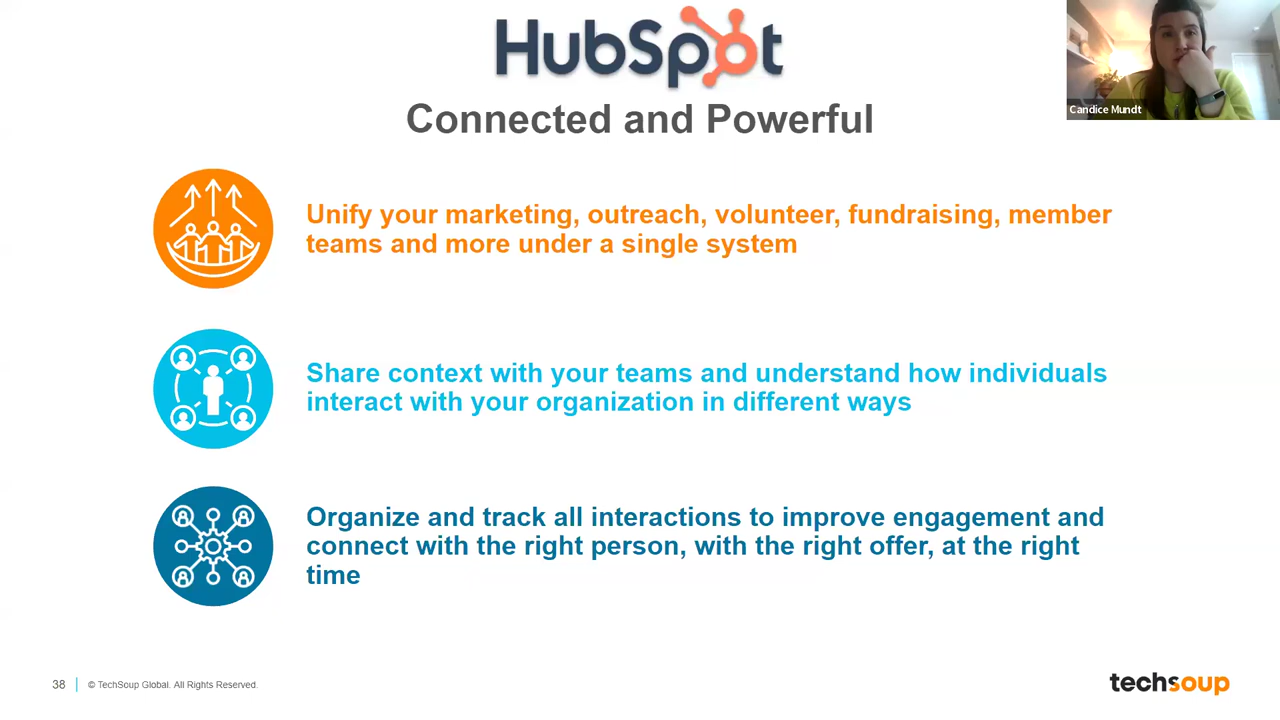 HubSpot
Connected and Powerful
Candice Mundt
Unify your marketing, outreach, volunteer, fundraising, member
teams and more under a single system
Share context with your teams and understand how individuals
interact with your organization in different ways
Organize and track all interactions to improve engagement and
connect with the right person, with the right offer, at the right
time
38
© TechSoup Global. All Rights Reserved.
techsoup